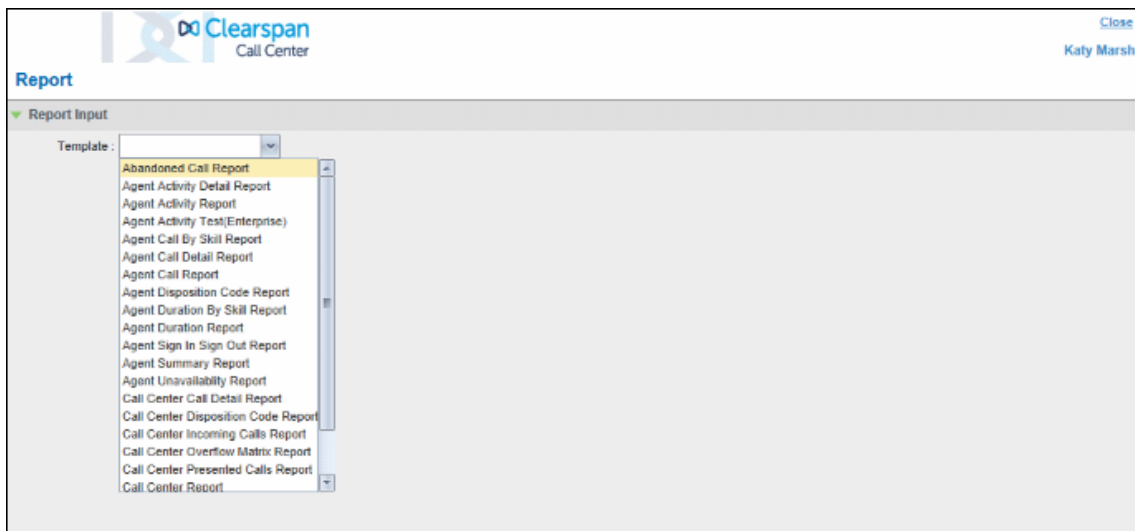 Clearspan
Call Center
Close
Katy Marsh
Report
Report Input
Template :
Abandoned Call Report
Agent Activity Detail Report
Agent Activity Report
Agent Activity Test(Enterprise)
Agent Call By Skill Report
Agent Call Detail Report
Agent Call Report
Agent Disposition Code Report
Agent Duration By Skill Report
Agent Duration Report
Agent Sign In Sign Out Report
Agent Summary Report
Agent Unavailablity Report
Call Center Call Detail Report
Call Center Disposition Code Report
Call Center Incoming Calls Report
Call Center Overflow Matrix Report
Call Center Presented Calls Report
Call Center Report